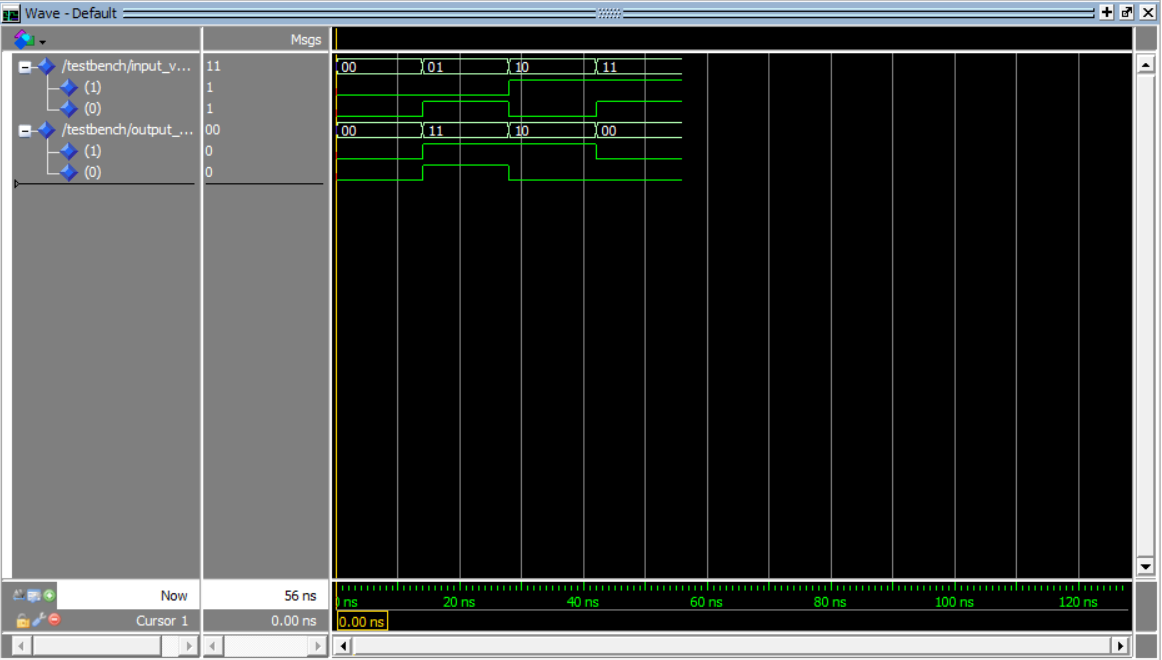 Wave - Default
Msgs
/testbench/input_v... 11 00 01 10 11
(1) 1
(0) 1
/testbench/output_... 00 00 11 10 00
(1) 0
(0) 0
Now 56 ns ns 20 ns 40 ns 60 ns 80 ns 100 ns 120 ns
Cursor 1 0.00 ns 0.00 ns